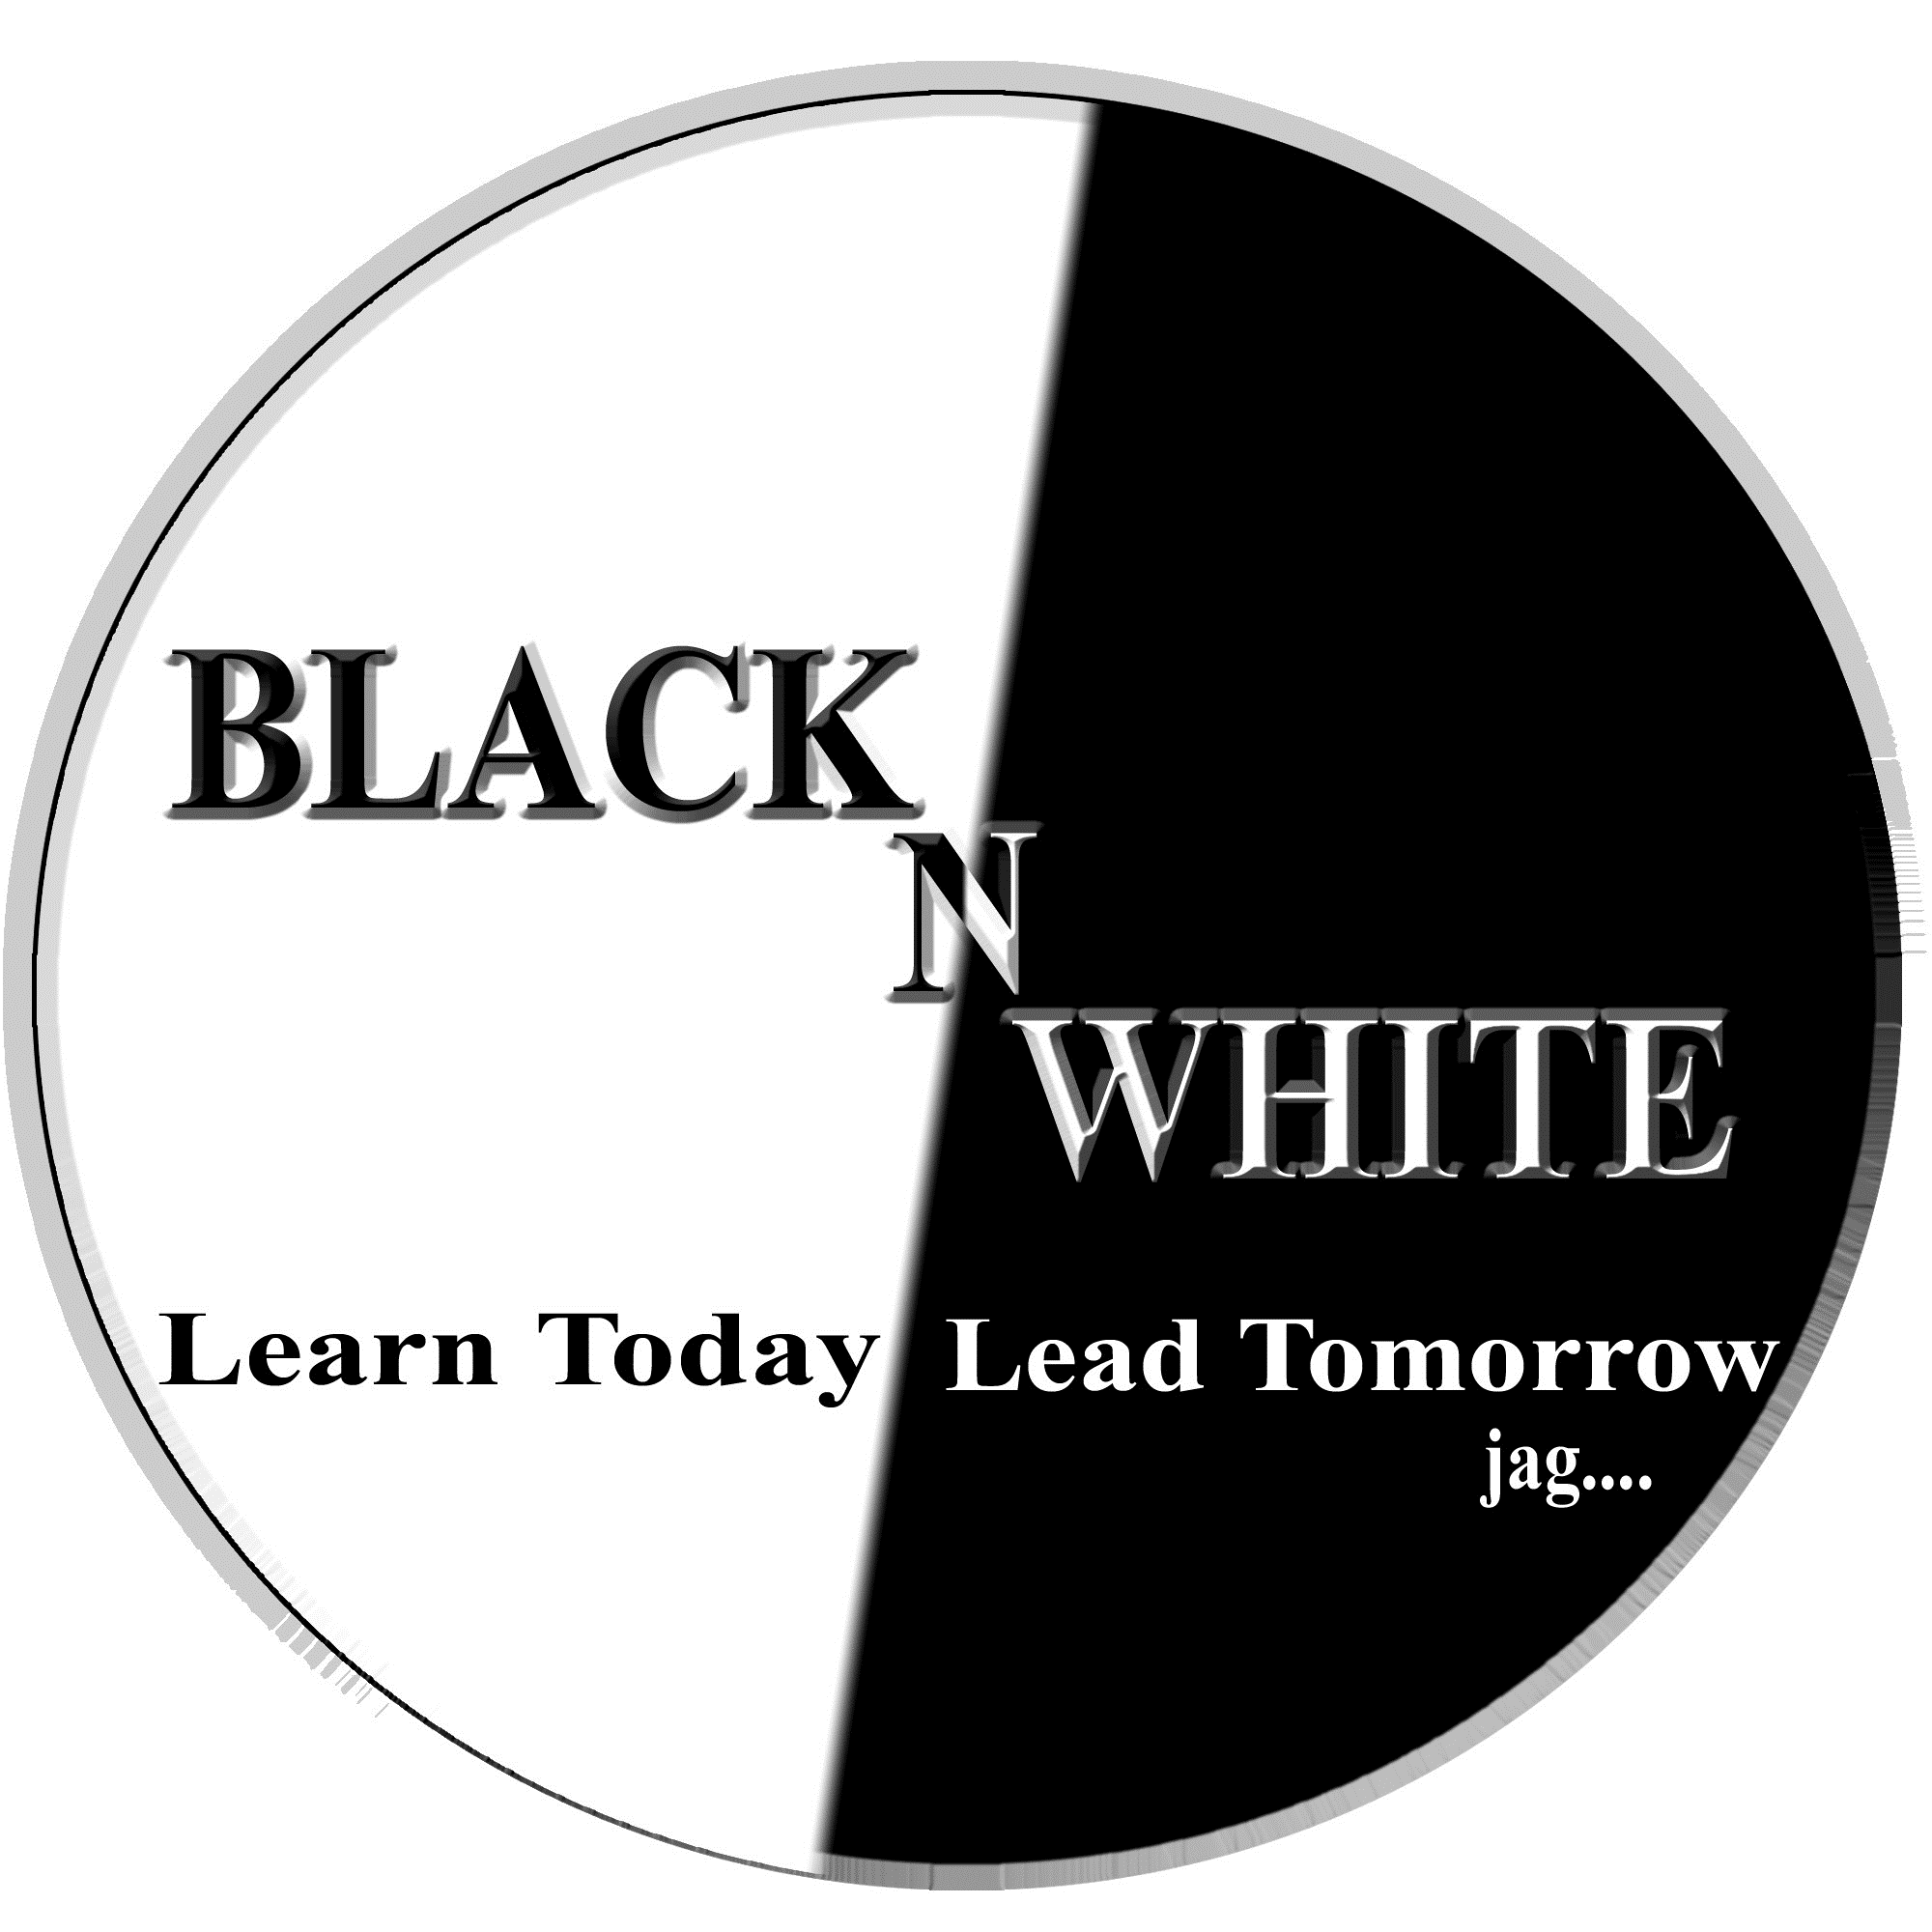 BLACK
N
WHITE
Learn Today Lead Tomorrow
jag....